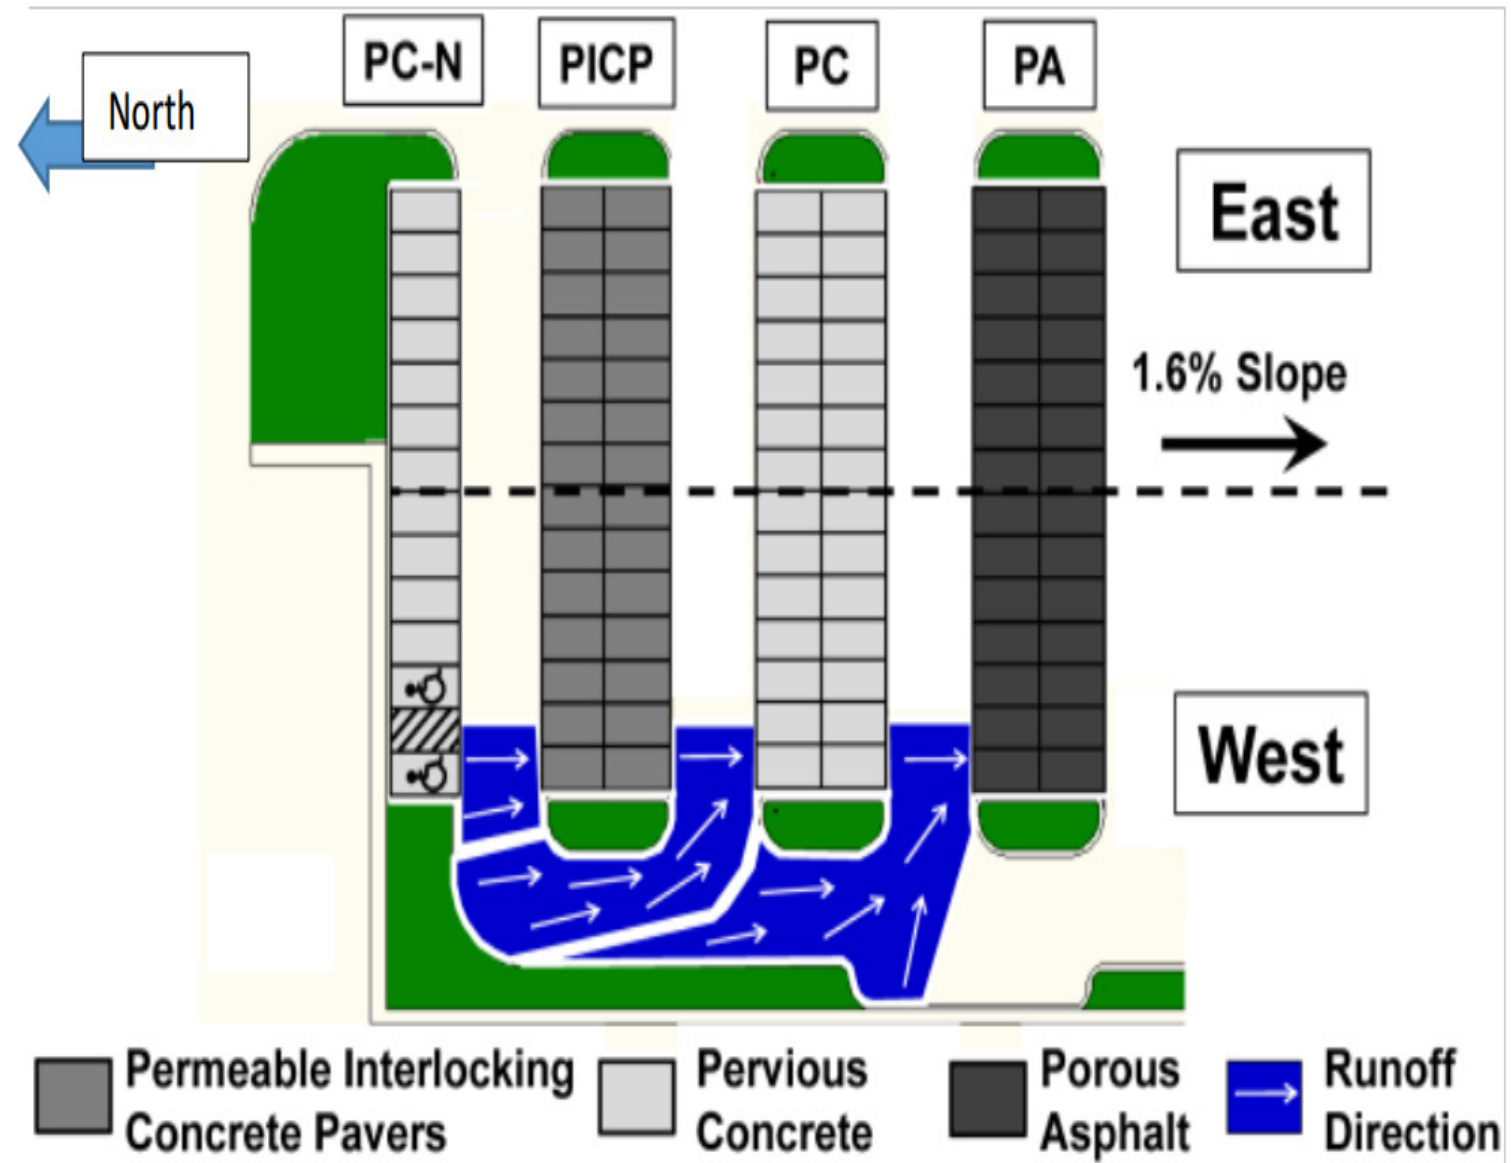 PC-N
PICP
PC
PA
North
East
1.6% Slope
West
Permeable Interlocking
Concrete Pavers
Pervious
Concrete
Porous
Asphalt
Runoff
Direction